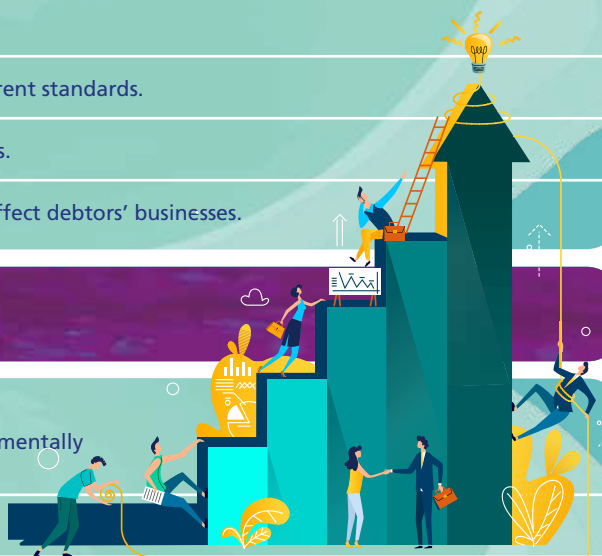 rent standards.
s.
ffect debtors' businesses.
mentally